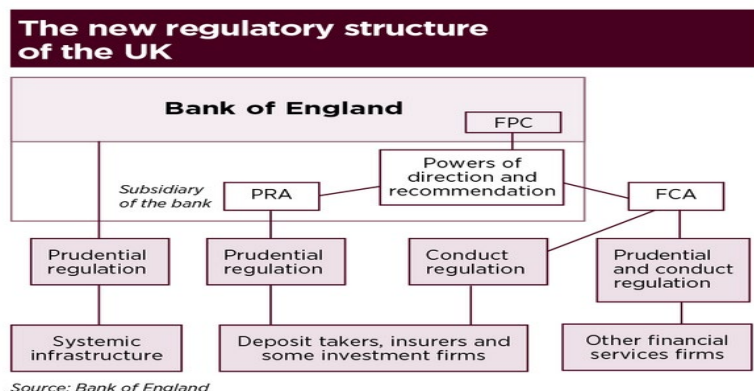 The new regulatory structure
of the UK
Bank of England
FPC
Powers of
direction and
recommendation
Subsidiary
of the bank
PRA
FCA
Prudential
regulation
Prudential
regulation
Conduct
regulation
Prudential
and conduct
regulation
Systemic
infrastructure
Deposit takers, insurers and
some investment firms
Other financial
services firms
Source: Bank of England